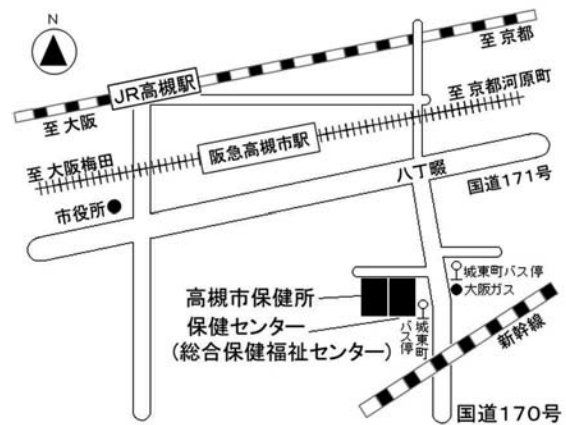 N
至 京都
JR高槻駅
至 大阪
至 京都河原町
阪急高槻市駅
至 大阪梅田
八丁畷
国道171号
市役所
城東町バス停
大阪ガス
高槻市保健所
保健センター
(総合保健福祉センター)
城東町
バス停
新幹線
国道170号